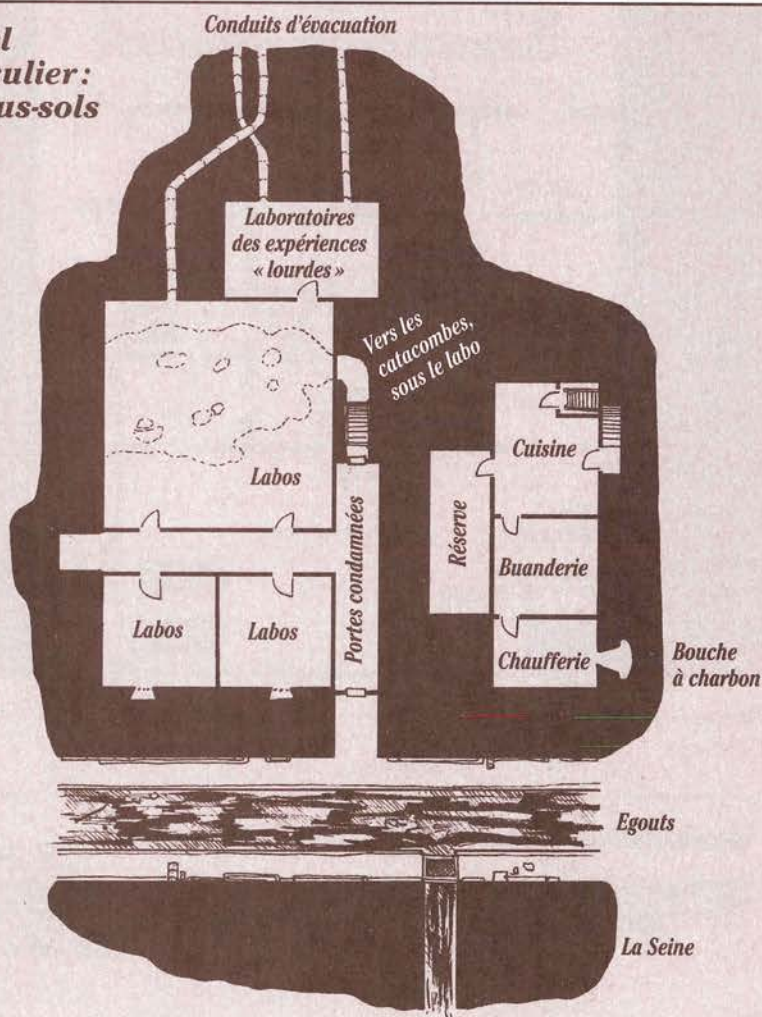 Conduits d'évacuation
l
ulier :
us-sols
Laboratoires
des expériences
« lourdes »
Vers les
catacombes,
sous le labo
Labos
Cuisine
Réserve
Buanderie
Portes condamnées
Labos
Labos
Chaufferie
Bouche
à charbon
Egouts
La Seine